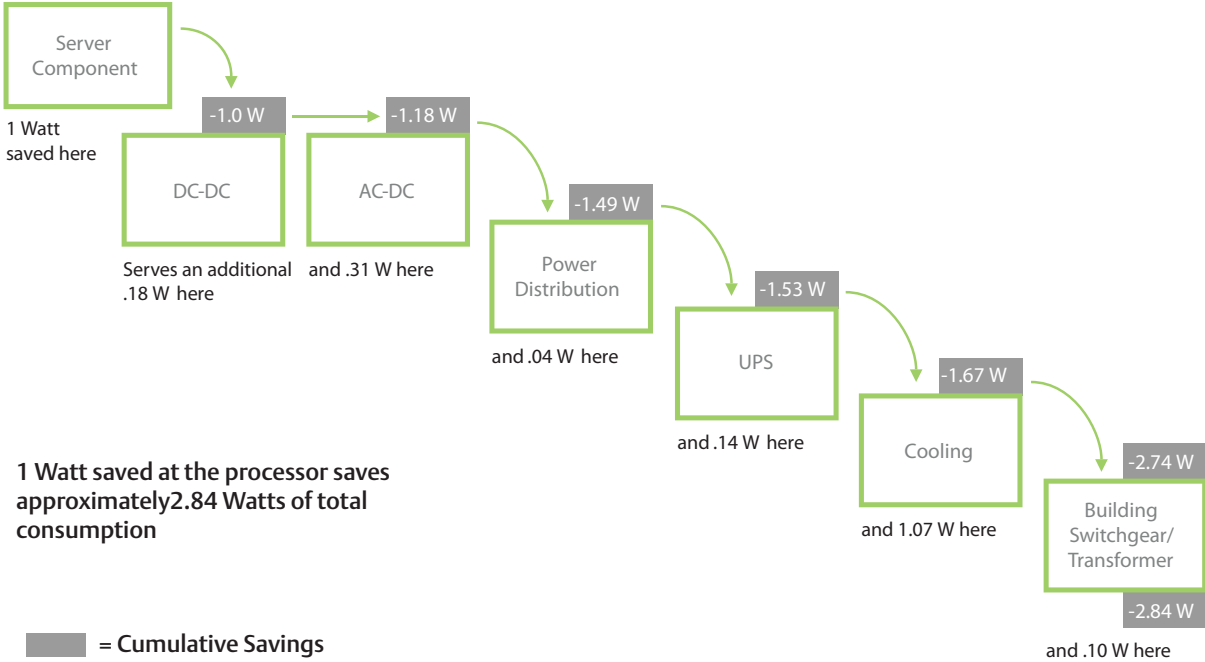 Server
Component
1 Watt
saved here
-1.0 W
DC-DC
Serves an additional
.18 W here
-1.18 W
AC-DC
and .31 W here
-1.49 W
Power
Distribution
and .04 W here
-1.53 W
UPS
and .14 W here
-1.67 W
Cooling
and 1.07 W here
-2.74 W
Building
Switchgear/
Transformer
-2.84 W
and .10 W here
1 Watt saved at the processor saves
approximately2.84 Watts of total
consumption
= Cumulative Savings